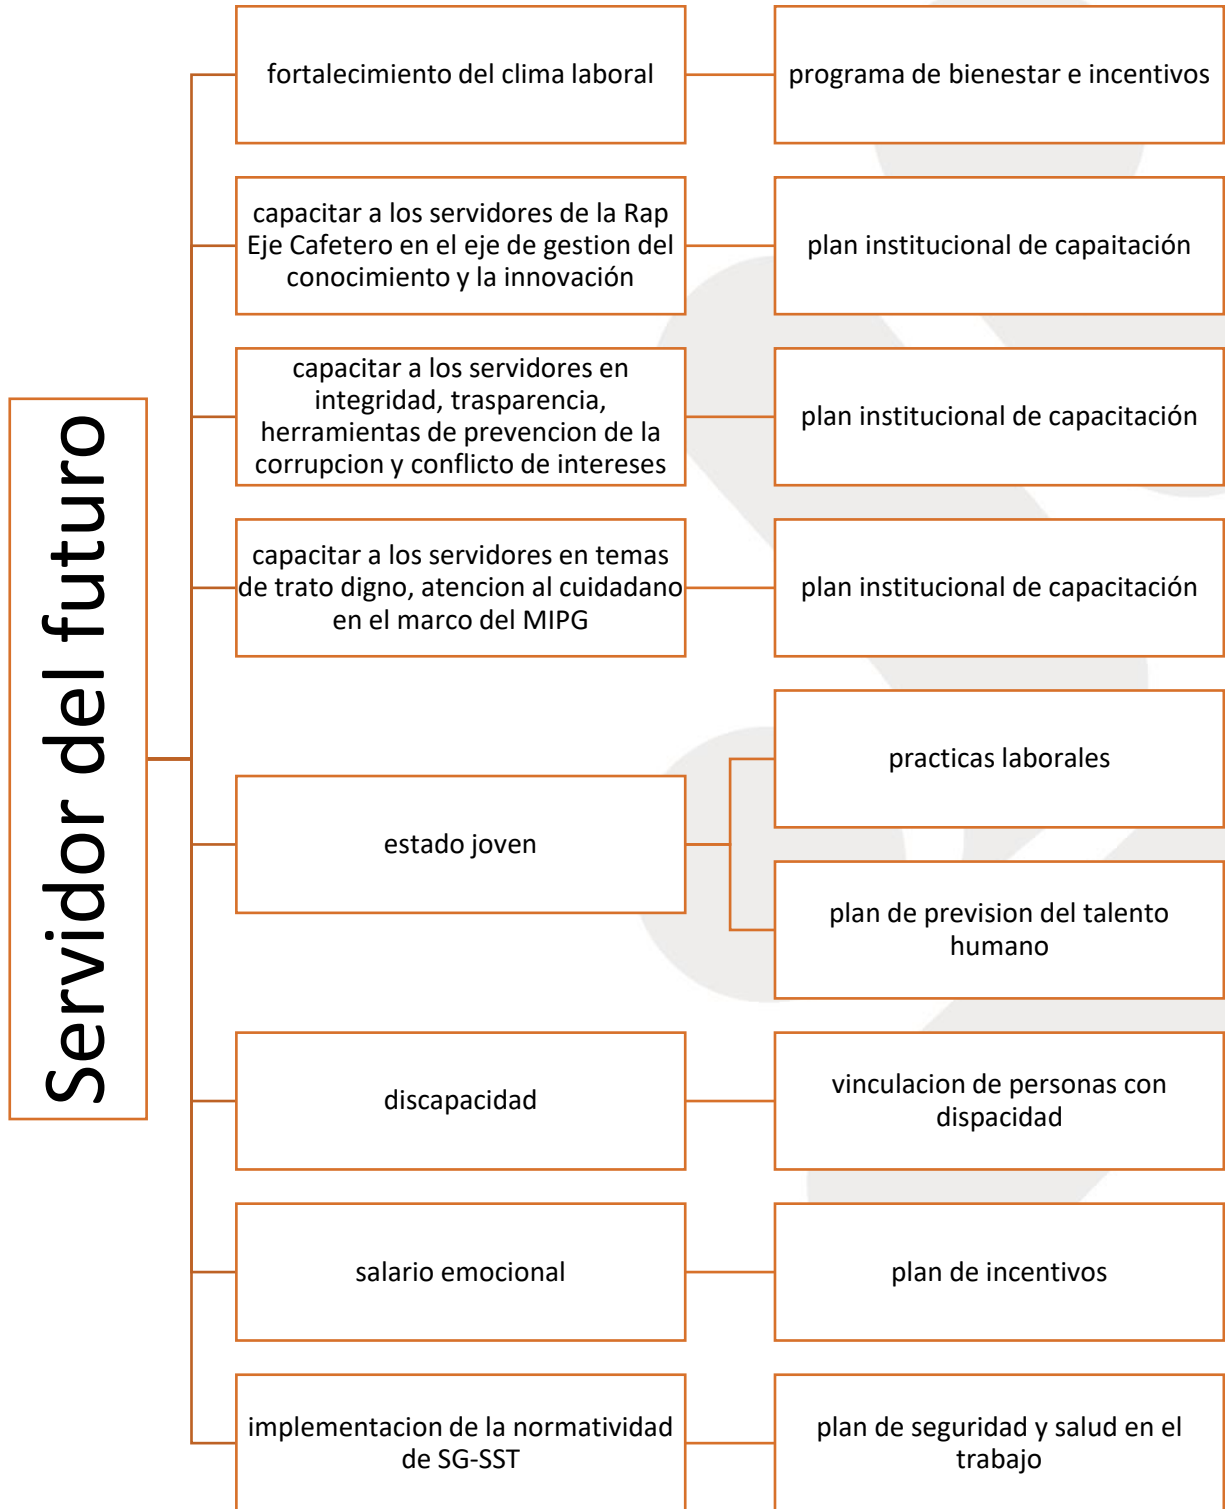 Servidor del futuro
fortalecimiento del clima laboral
programa de bienestar e incentivos
capacitar a los servidores de la Rap
Eje Cafetero en el eje de gestion del
conocimiento y la innovación
plan institucional de capaitación
capacitar a los servidores en
integridad, trasparencia,
herramientas de prevencion de la
corrupcion y conflicto de intereses
plan institucional de capacitación
capacitar a los servidores en temas
de trato digno, atencion al cuidadano
en el marco del MIPG
plan institucional de capacitación
estado joven
practicas laborales
plan de prevision del talento
humano
discapacidad
vinculacion de personas con
dispacidad
salario emocional
plan de incentivos
implementacion de la normatividad
de SG-SST
plan de seguridad y salud en el
trabajo